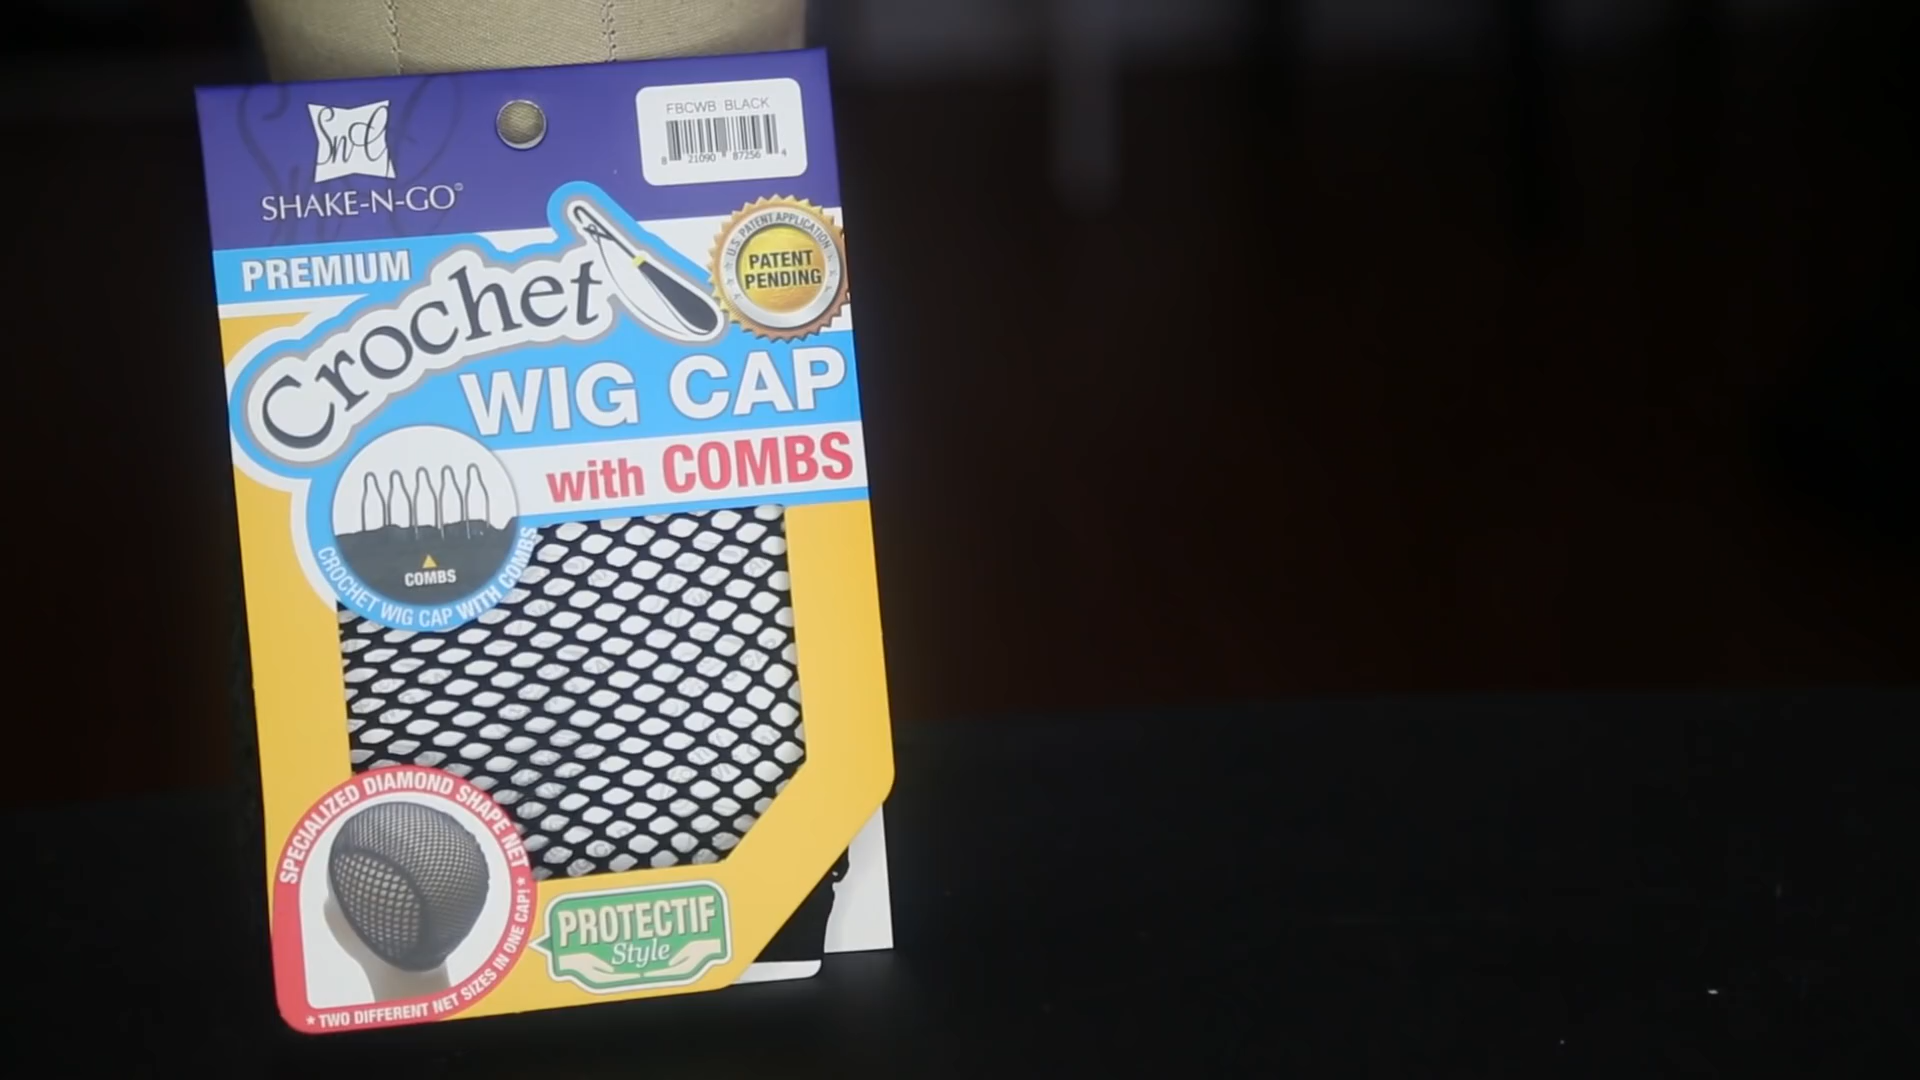 SnG
SHAKE-N-GO®
FBCWB BLACK
8 21090 87256 4
PREMIUM
Crochet
U.S. PATENT APPLICATION
PATENT
PENDING
WIG CAP
with COMBS
COMBS
CROCHET WIG CAP WITH COMBS
SPECIALIZED DIAMOND SHAPE NET
* TWO DIFFERENT NET SIZES IN ONE CAP! *
PROTECTIF
Style